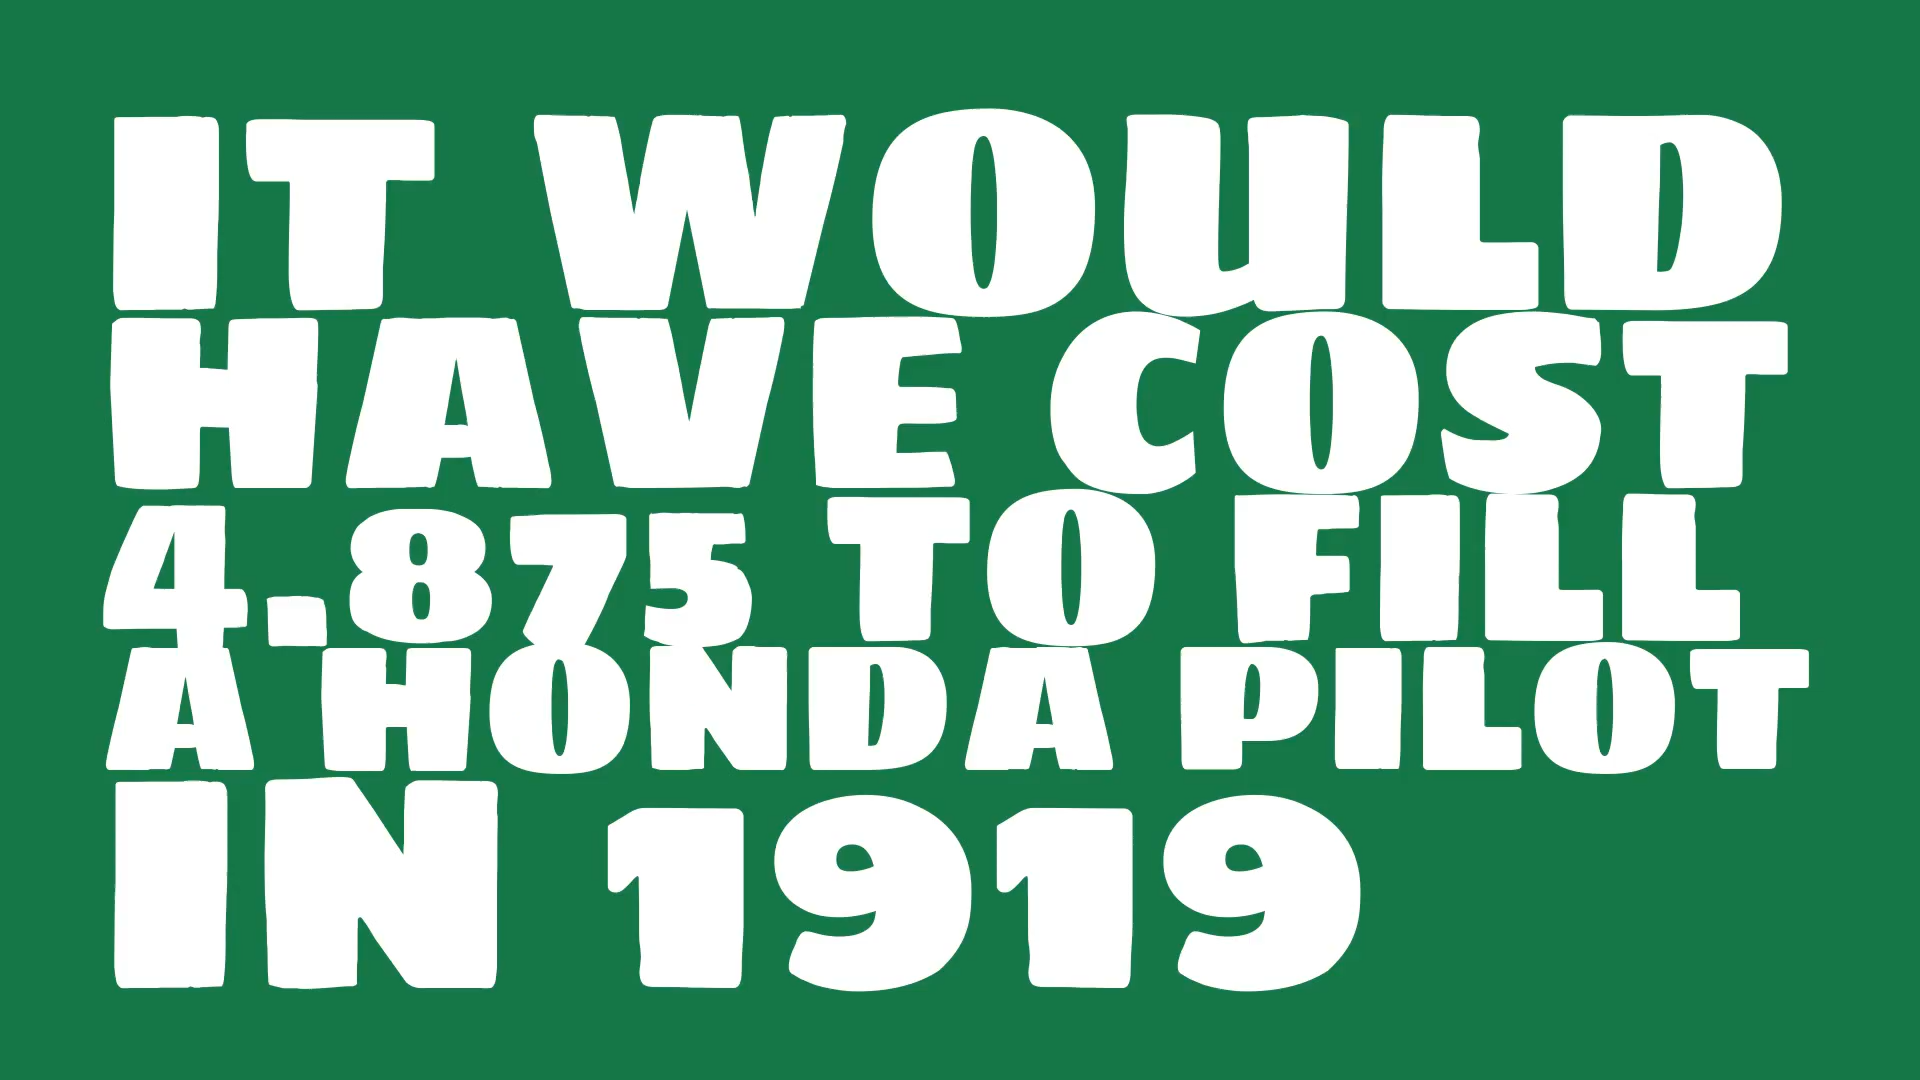 IT WOULD
HAVE COST
4.875 TO FILL
A HONDA PILOT
IN 1919